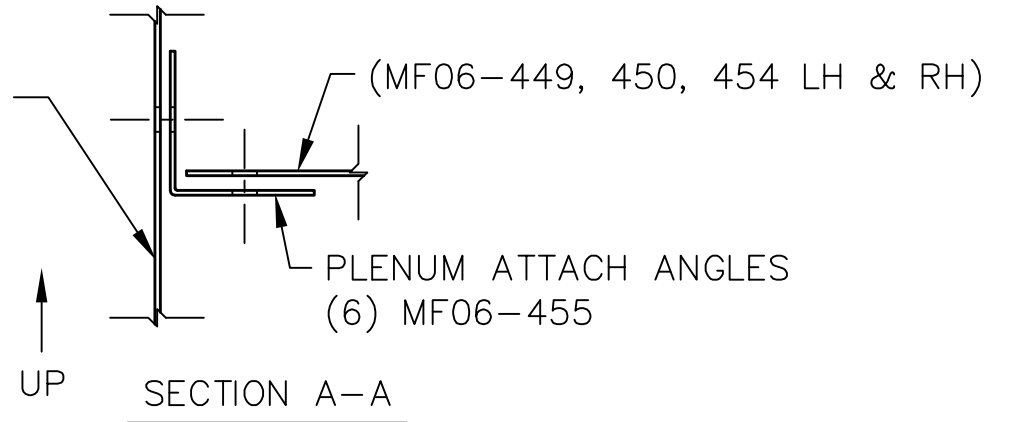 (MF06-449, 450, 454 LH & RH)
PLENUM ATTACH ANGLES
(6) MF06-455
UP
SECTION A-A